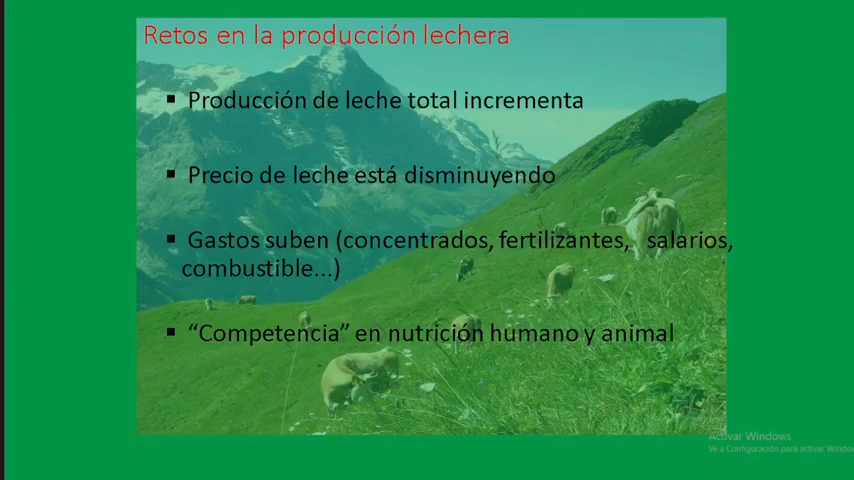 Retos en la producción lechera
▪ Producción de leche total incrementa
▪ Precio de leche está disminuyendo
▪ Gastos suben (concentrados, fertilizantes, salarios,
combustible...)
▪ “Competencia” en nutrición humano y animal
Activar Windows
Ve a Configuración para activar Windows